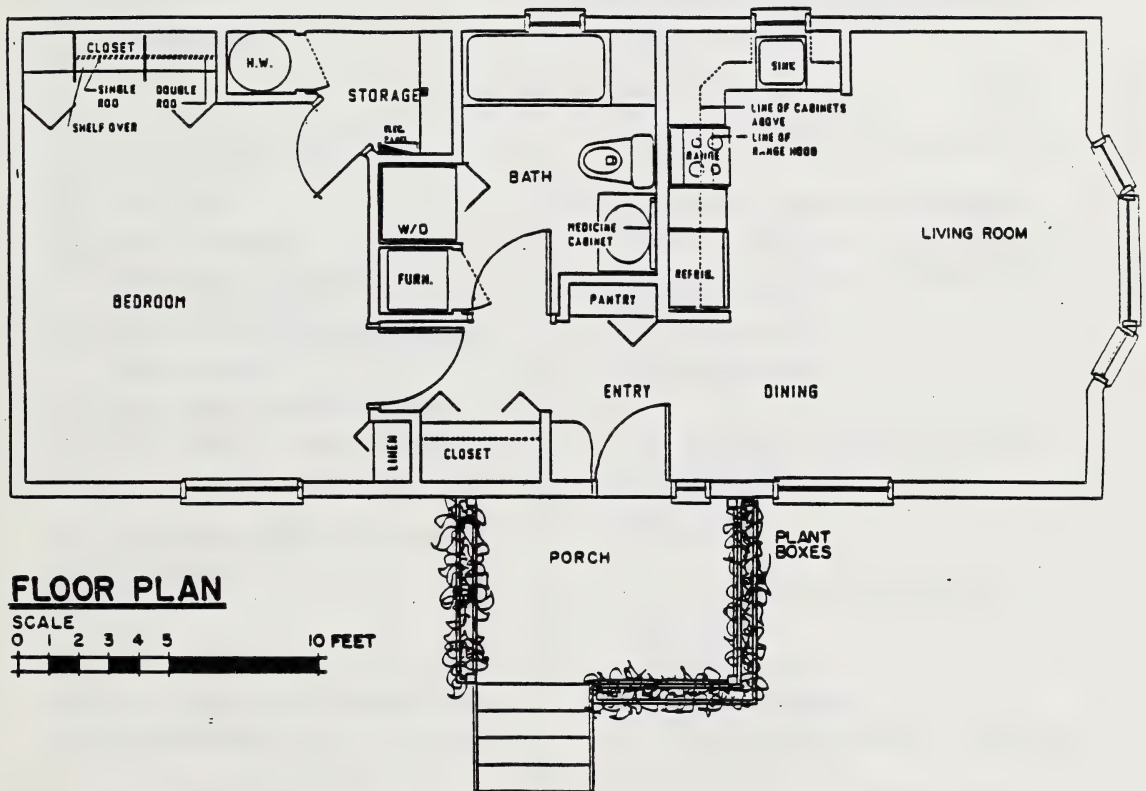 CLOSET
SINGLE
ROD
DOUBLE
ROD
SHELF OVER
H.W.
STORAGE
ELEC.
PANEL
SINK
LINE OF CABINETS
ABOVE
LINE OF
RANGE HOOD
RANGE
BATH
W/D
MEDICINE
CABINET
FURN.
REFRIG.
PANTRY
LIVING ROOM
BEDROOM
ENTRY
DINING
LINEN
CLOSET
PORCH
PLANT
BOXES
FLOOR PLAN
SCALE
0 1 2 3 4 5 10 FEET